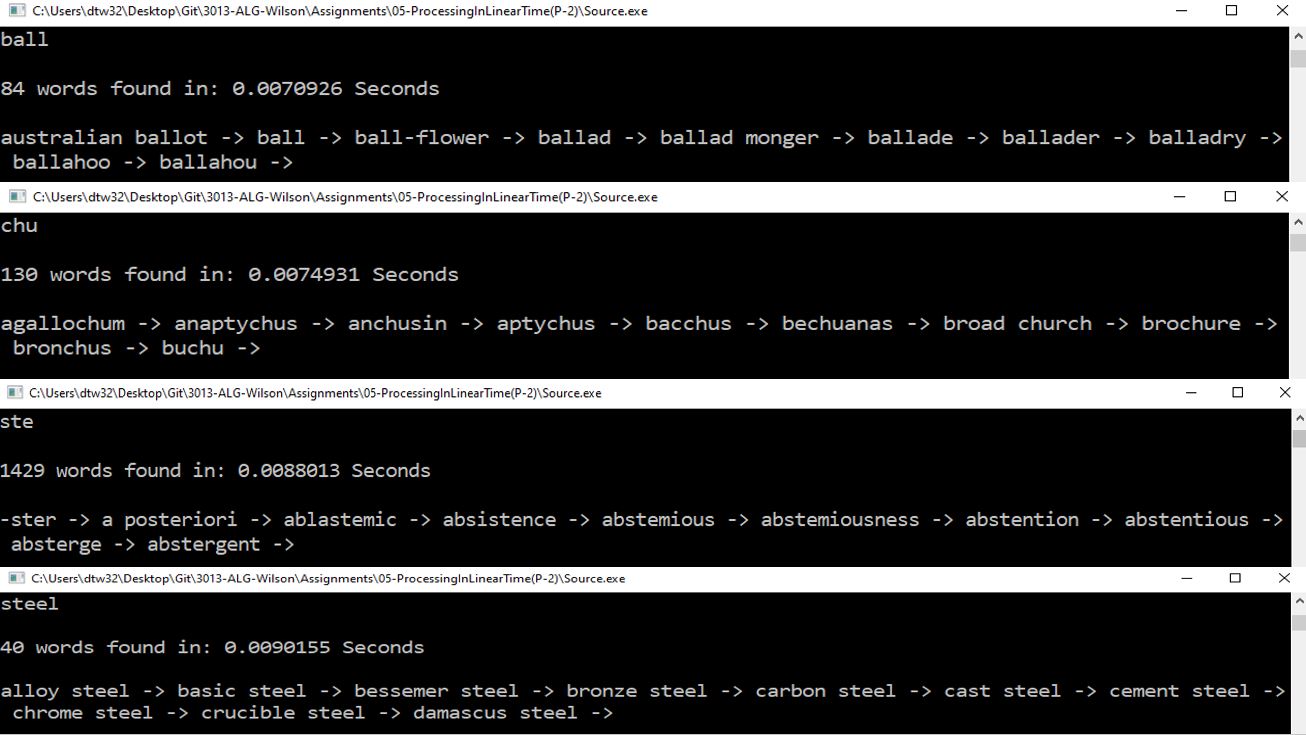 C:\Users\dtw32\Desktop\Git\3013-ALG-Wilson\Assignments\05-ProcessingInLinearTime(P-2)\Source.exe
ball
84 words found in: 0.0070926 Seconds
australian ballot -> ball -> ball-flower -> ballad -> ballad monger -> ballade -> ballader -> balladry ->
ballahoo -> ballahou ->
C:\Users\dtw32\Desktop\Git\3013-ALG-Wilson\Assignments\05-ProcessingInLinearTime(P-2)\Source.exe
chu
130 words found in: 0.0074931 Seconds
agallochum -> anaptychus -> anchusin -> aptychus -> bacchus -> bechuanas -> broad church -> brochure ->
bronchus -> buchu ->
C:\Users\dtw32\Desktop\Git\3013-ALG-Wilson\Assignments\05-ProcessingInLinearTime(P-2)\Source.exe
ste
1429 words found in: 0.0088013 Seconds
-ster -> a posteriori -> ablastemic -> absistence -> abstemious -> abstemiousness -> abstention -> abstentious ->
absterge -> abstergent ->
C:\Users\dtw32\Desktop\Git\3013-ALG-Wilson\Assignments\05-ProcessingInLinearTime(P-2)\Source.exe
steel
40 words found in: 0.0090155 Seconds
alloy steel -> basic steel -> bessemer steel -> bronze steel -> carbon steel -> cast steel -> cement steel ->
chrome steel -> crucible steel -> damascus steel ->